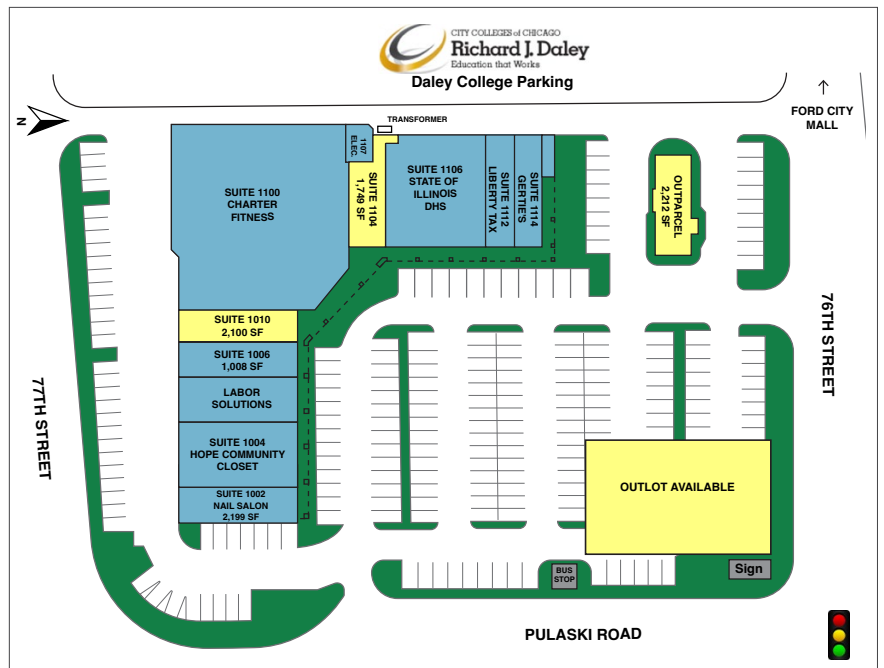 CITY COLLEGES of CHICAGO
Richard J. Daley
Education that Works
Daley College Parking
FORD CITY
MALL
N
TRANSFORMER
1107
ELEC.
SUITE 1100
CHARTER
FITNESS
SUITE 1104
1,749 SF
SUITE 1106
STATE OF
ILLINOIS
DHS
SUITE 1112
LIBERTY TAX
SUITE 1114
GERTIE'S
OUTPARCEL
2,212 SF
SUITE 1010
2,100 SF
SUITE 1006
1,008 SF
LABOR
SOLUTIONS
SUITE 1004
HOPE COMMUNITY
CLOSET
SUITE 1002
NAIL SALON
2,199 SF
77TH STREET
76TH STREET
OUTLOT AVAILABLE
BUS
STOP
Sign
PULASKI ROAD